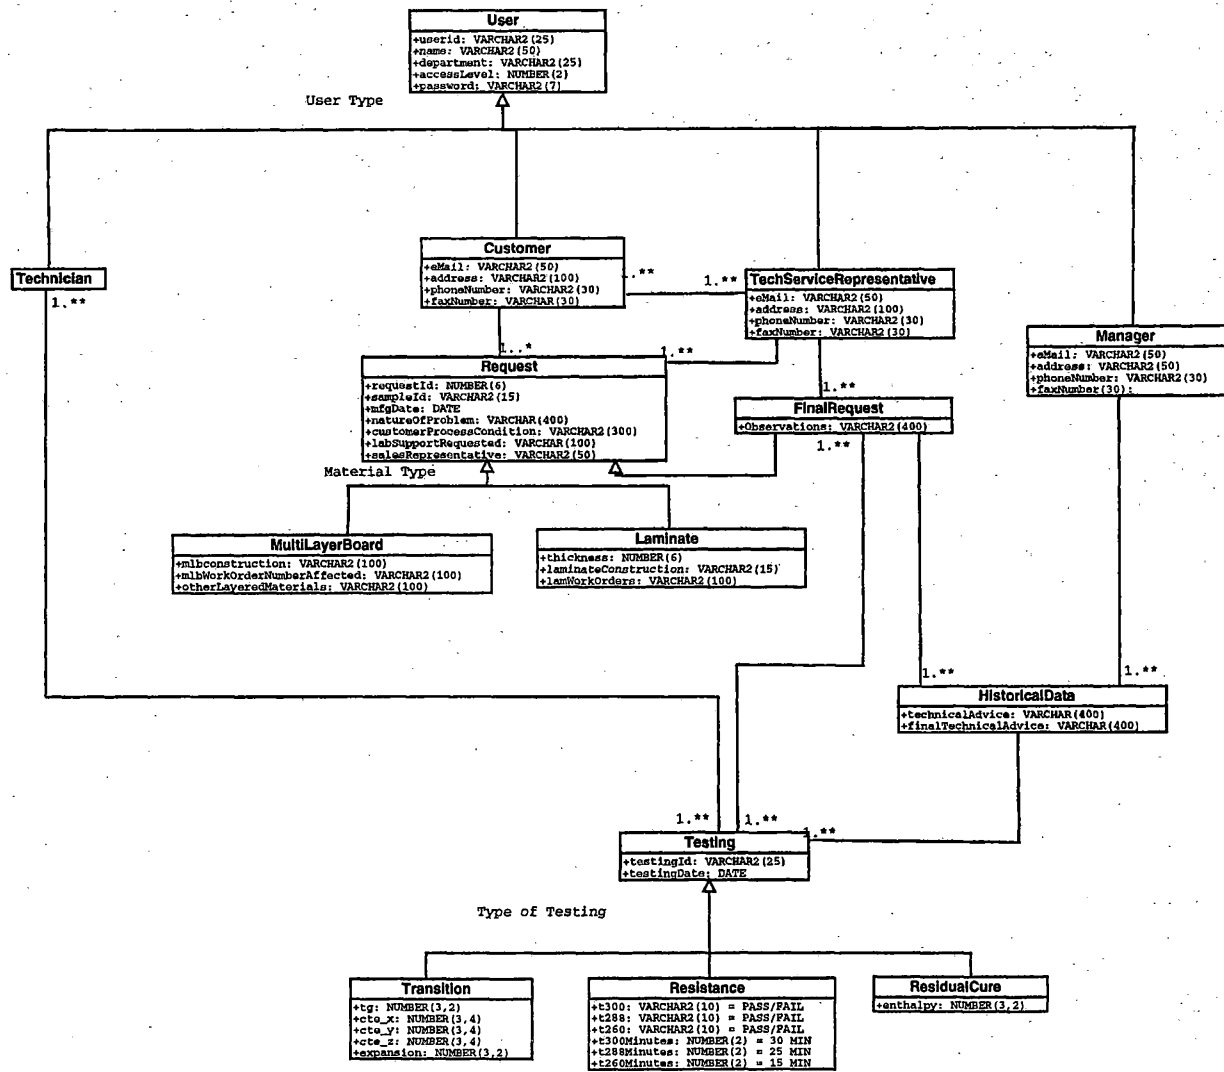 User
+userid: VARCHAR2(25)
+name: VARCHAR2(50)
+department: VARCHAR2(25)
+accessLevel: NUMBER(2)
+password: VARCHAR2(7)
User Type
Technician
1.**
Customer
+eMail: VARCHAR2(50)
+address: VARCHAR2(100)
+phoneNumber: VARCHAR2(30)
+faxNumber: VARCHAR(30)
1.**
1.**
TechServiceRepresentative
+eMail: VARCHAR2(50)
+address: VARCHAR2(100)
+phoneNumber: VARCHAR2(30)
+faxNumber: VARCHAR2(30)
Manager
+eMail: VARCHAR2(50)
+address: VARCHAR2(50)
+phoneNumber: VARCHAR2(30)
+faxNumber(30):
1..*
1.**
Request
+requestId: NUMBER(6)
+sampleId: VARCHAR2(15)
+mfgDate: DATE
+natureOfProblem: VARCHAR(400)
+customerProcessCondition: VARCHAR2(300)
+labSupportRequested: VARCHAR(100)
+salesRepresentative: VARCHAR2(50)
1.**
FinalRequest
+Observations: VARCHAR2(400)
1.**
Material Type
MultiLayerBoard
+mlbconstruction: VARCHAR2(100)
+mlbWorkOrderNumberAffected: VARCHAR2(100)
+otherLayeredMaterials: VARCHAR2(100)
Laminate
+thickness: NUMBER(6)
+laminateConstruction: VARCHAR2(15)
+lamWorkOrders: VARCHAR2(100)
1.**
1.**
HistoricalData
+technicalAdvice: VARCHAR(400)
+finalTechnicalAdvice: VARCHAR(400)
1.**
1.**
1.**
Testing
+testingId: VARCHAR2(25)
+testingDate: DATE
Type of Testing
Transition
+tg: NUMBER(3,2)
+cte_x: NUMBER(3,4)
+cte_y: NUMBER(3,4)
+cte_z: NUMBER(3,4)
+expansion: NUMBER(3,2)
Resistance
+t300: VARCHAR2(10) = PASS/FAIL
+t288: VARCHAR2(10) = PASS/FAIL
+t260: VARCHAR2(10) = PASS/FAIL
+t300Minutes: NUMBER(2) = 30 MIN
+t288Minutes: NUMBER(2) = 25 MIN
+t260Minutes: NUMBER(2) = 15 MIN
ResidualCure
+enthalpy: NUMBER(3,2)